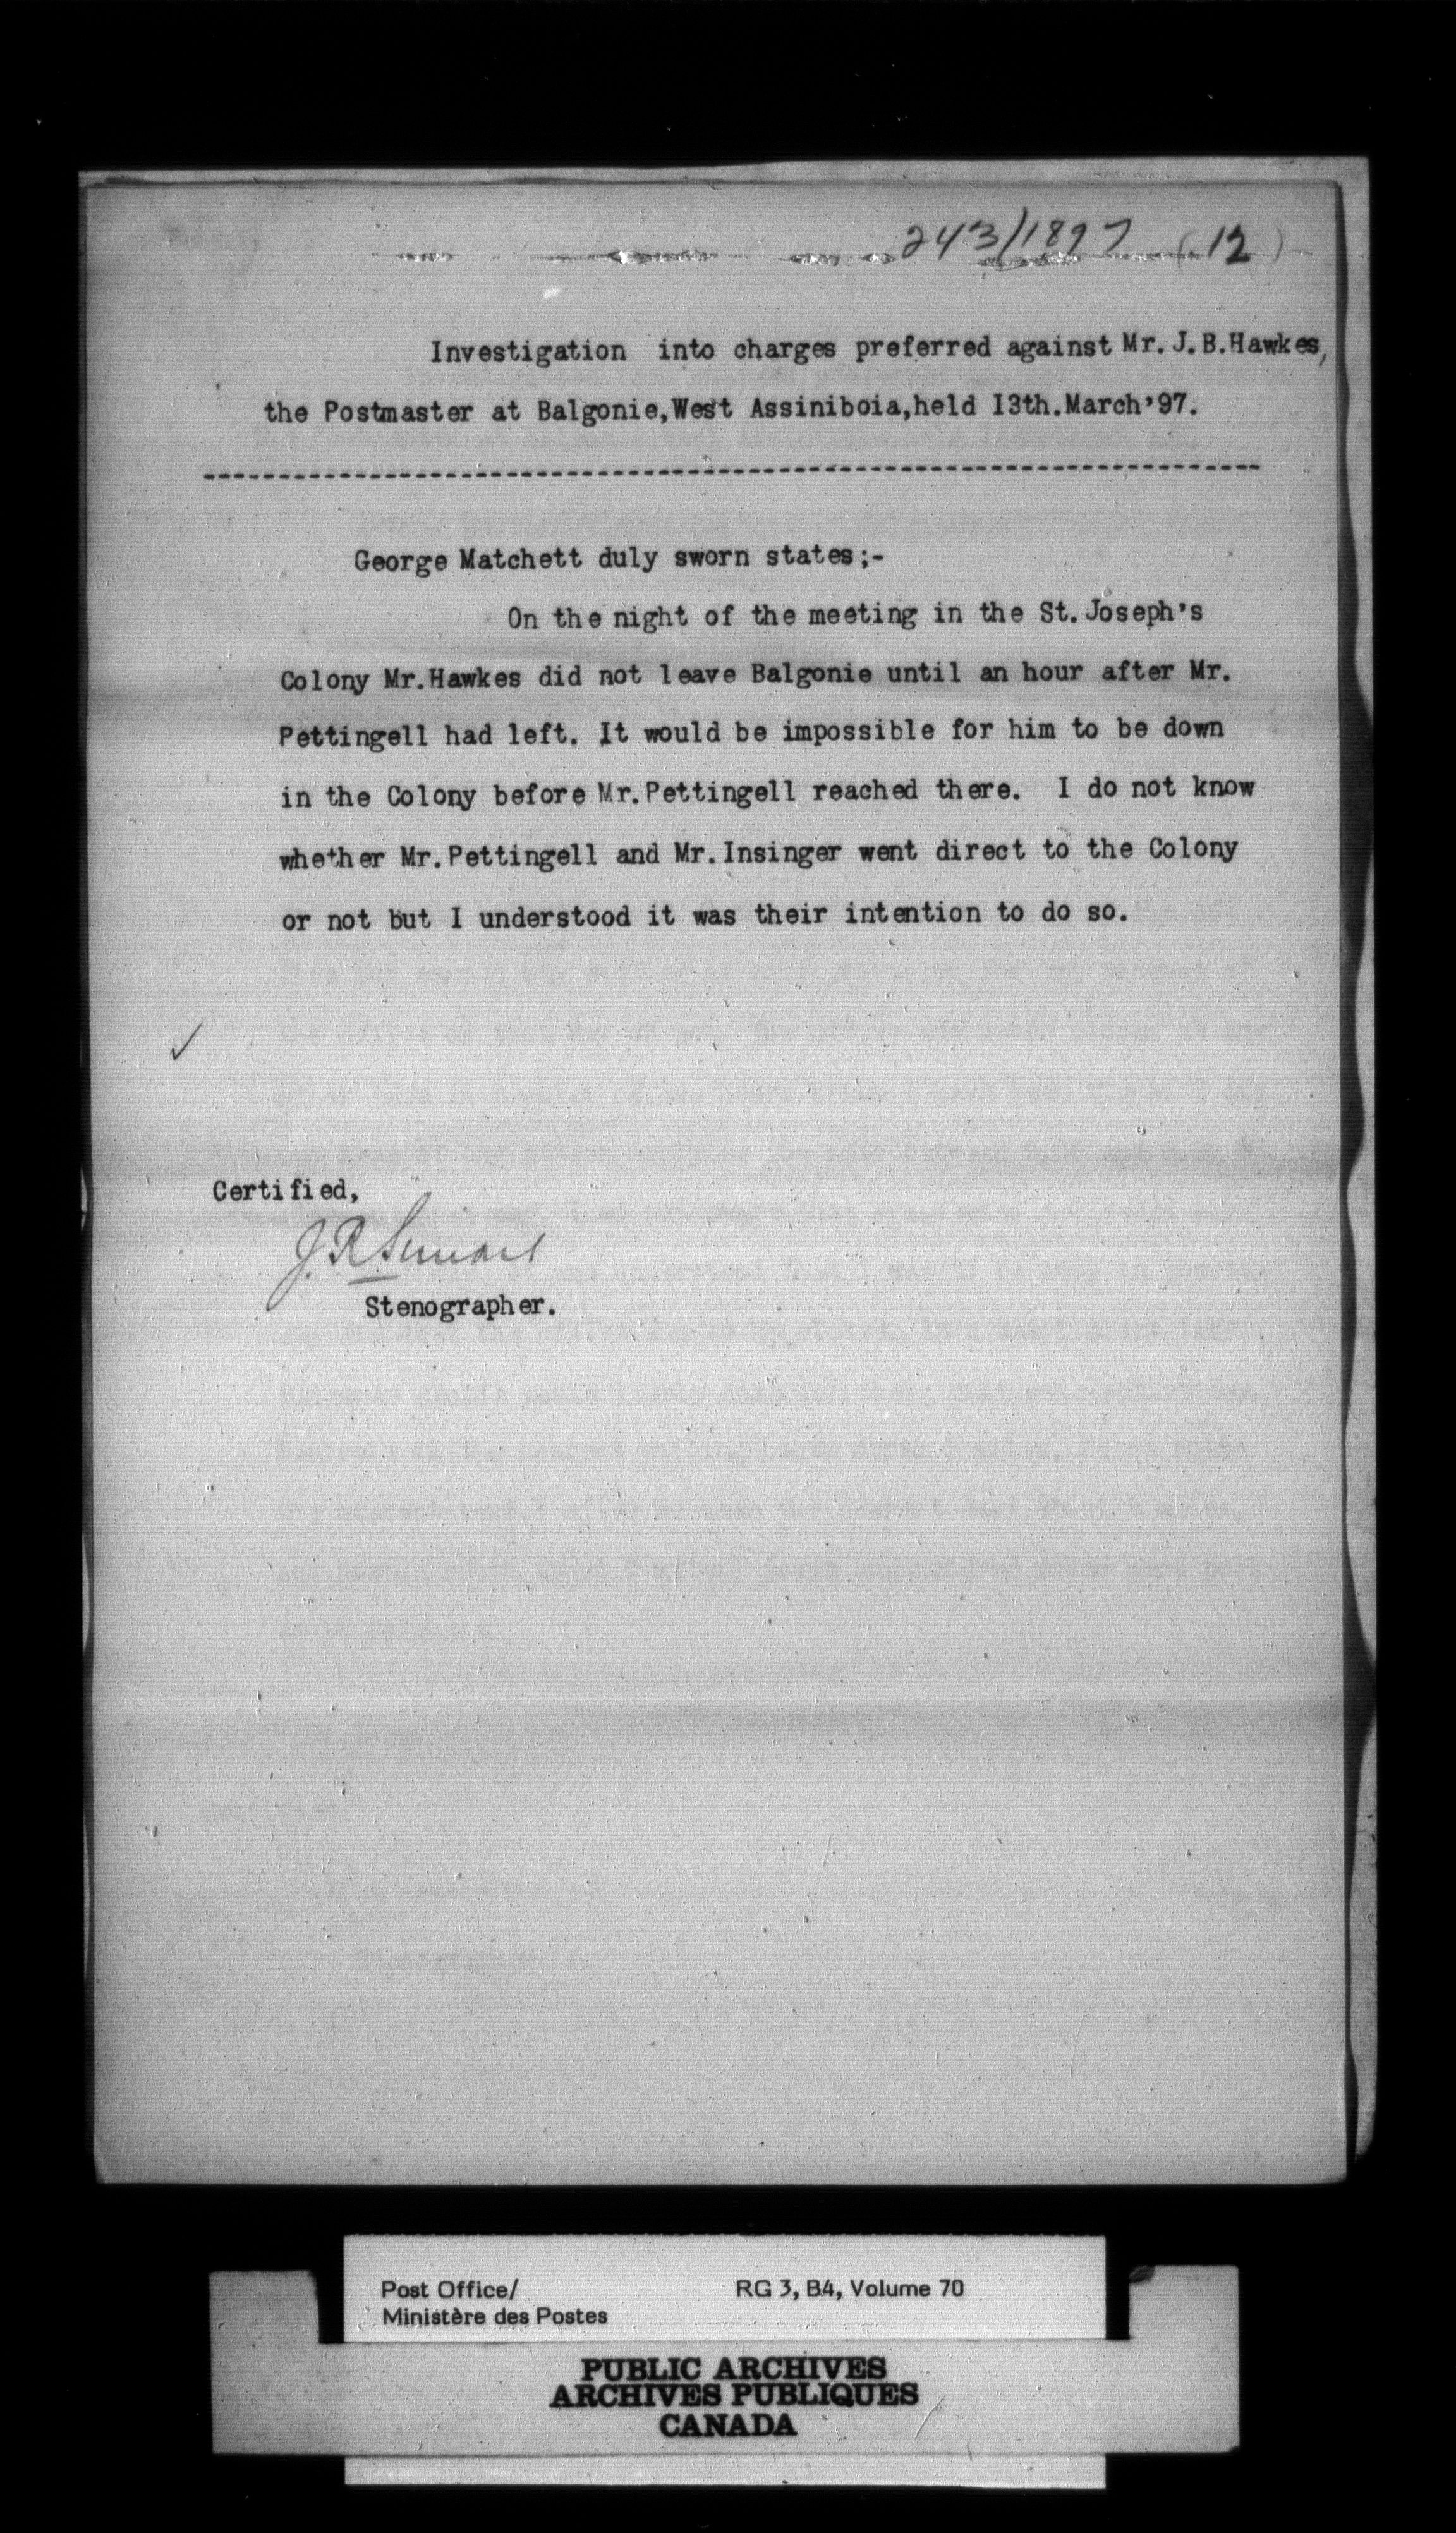 243/1897 (12)
Investigation into charges preferred against Mr. J.B.Hawkes,
the Postmaster at Balgonie,West Assiniboia,held I3th.March'97.
George Matchett duly sworn states;-
On the night of the meeting in the St.Joseph's
Colony Mr.Hawkes did not leave Balgonie until an hour after Mr.
Pettingell had left. It would be impossible for him to be down
in the Colony before Mr.Pettingell reached there. I do not know
whether Mr.Pettingell and Mr.Insinger went direct to the Colony
or not but I understood it was their intention to do so.
Certified,
J.R.
Stenographer.
Post Office/
Ministère des Postes
RG 3, B4, Volume 70
PUBLIC ARCHIVES
ARCHIVES PUBLIQUES
CANADA